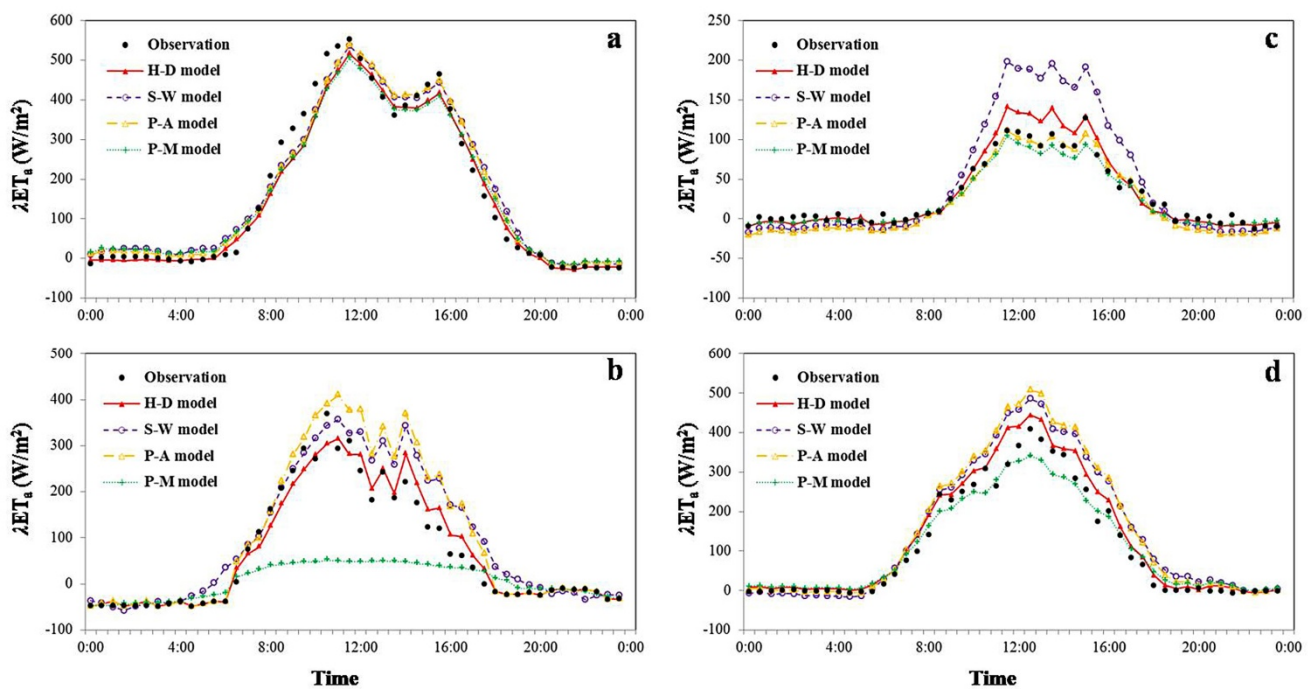 a
600
500
400
300
200
100
0
-100
λETa (W/m²)
Observation
H-D model
S-W model
P-A model
P-M model
0:00 4:00 8:00 12:00 16:00 20:00 0:00
c
250
200
150
100
50
0
50
100
λETa (W/m²)
Observation
H-D model
S-W model
P-A model
P-M model
0:00 4:00 8:00 12:00 16:00 20:00 0:00
b
500
400
300
200
100
0
-100
λETa (W/m²)
Observation
H-D model
S-W model
P-A model
P-M model
0:00 4:00 8:00 12:00 16:00 20:00 0:00
Time
d
600
500
400
300
200
100
0
-100
λETa (W/m²)
Observation
H-D model
S-W model
P-A model
P-M model
0:00 4:00 8:00 12:00 16:00 20:00 0:00
Time